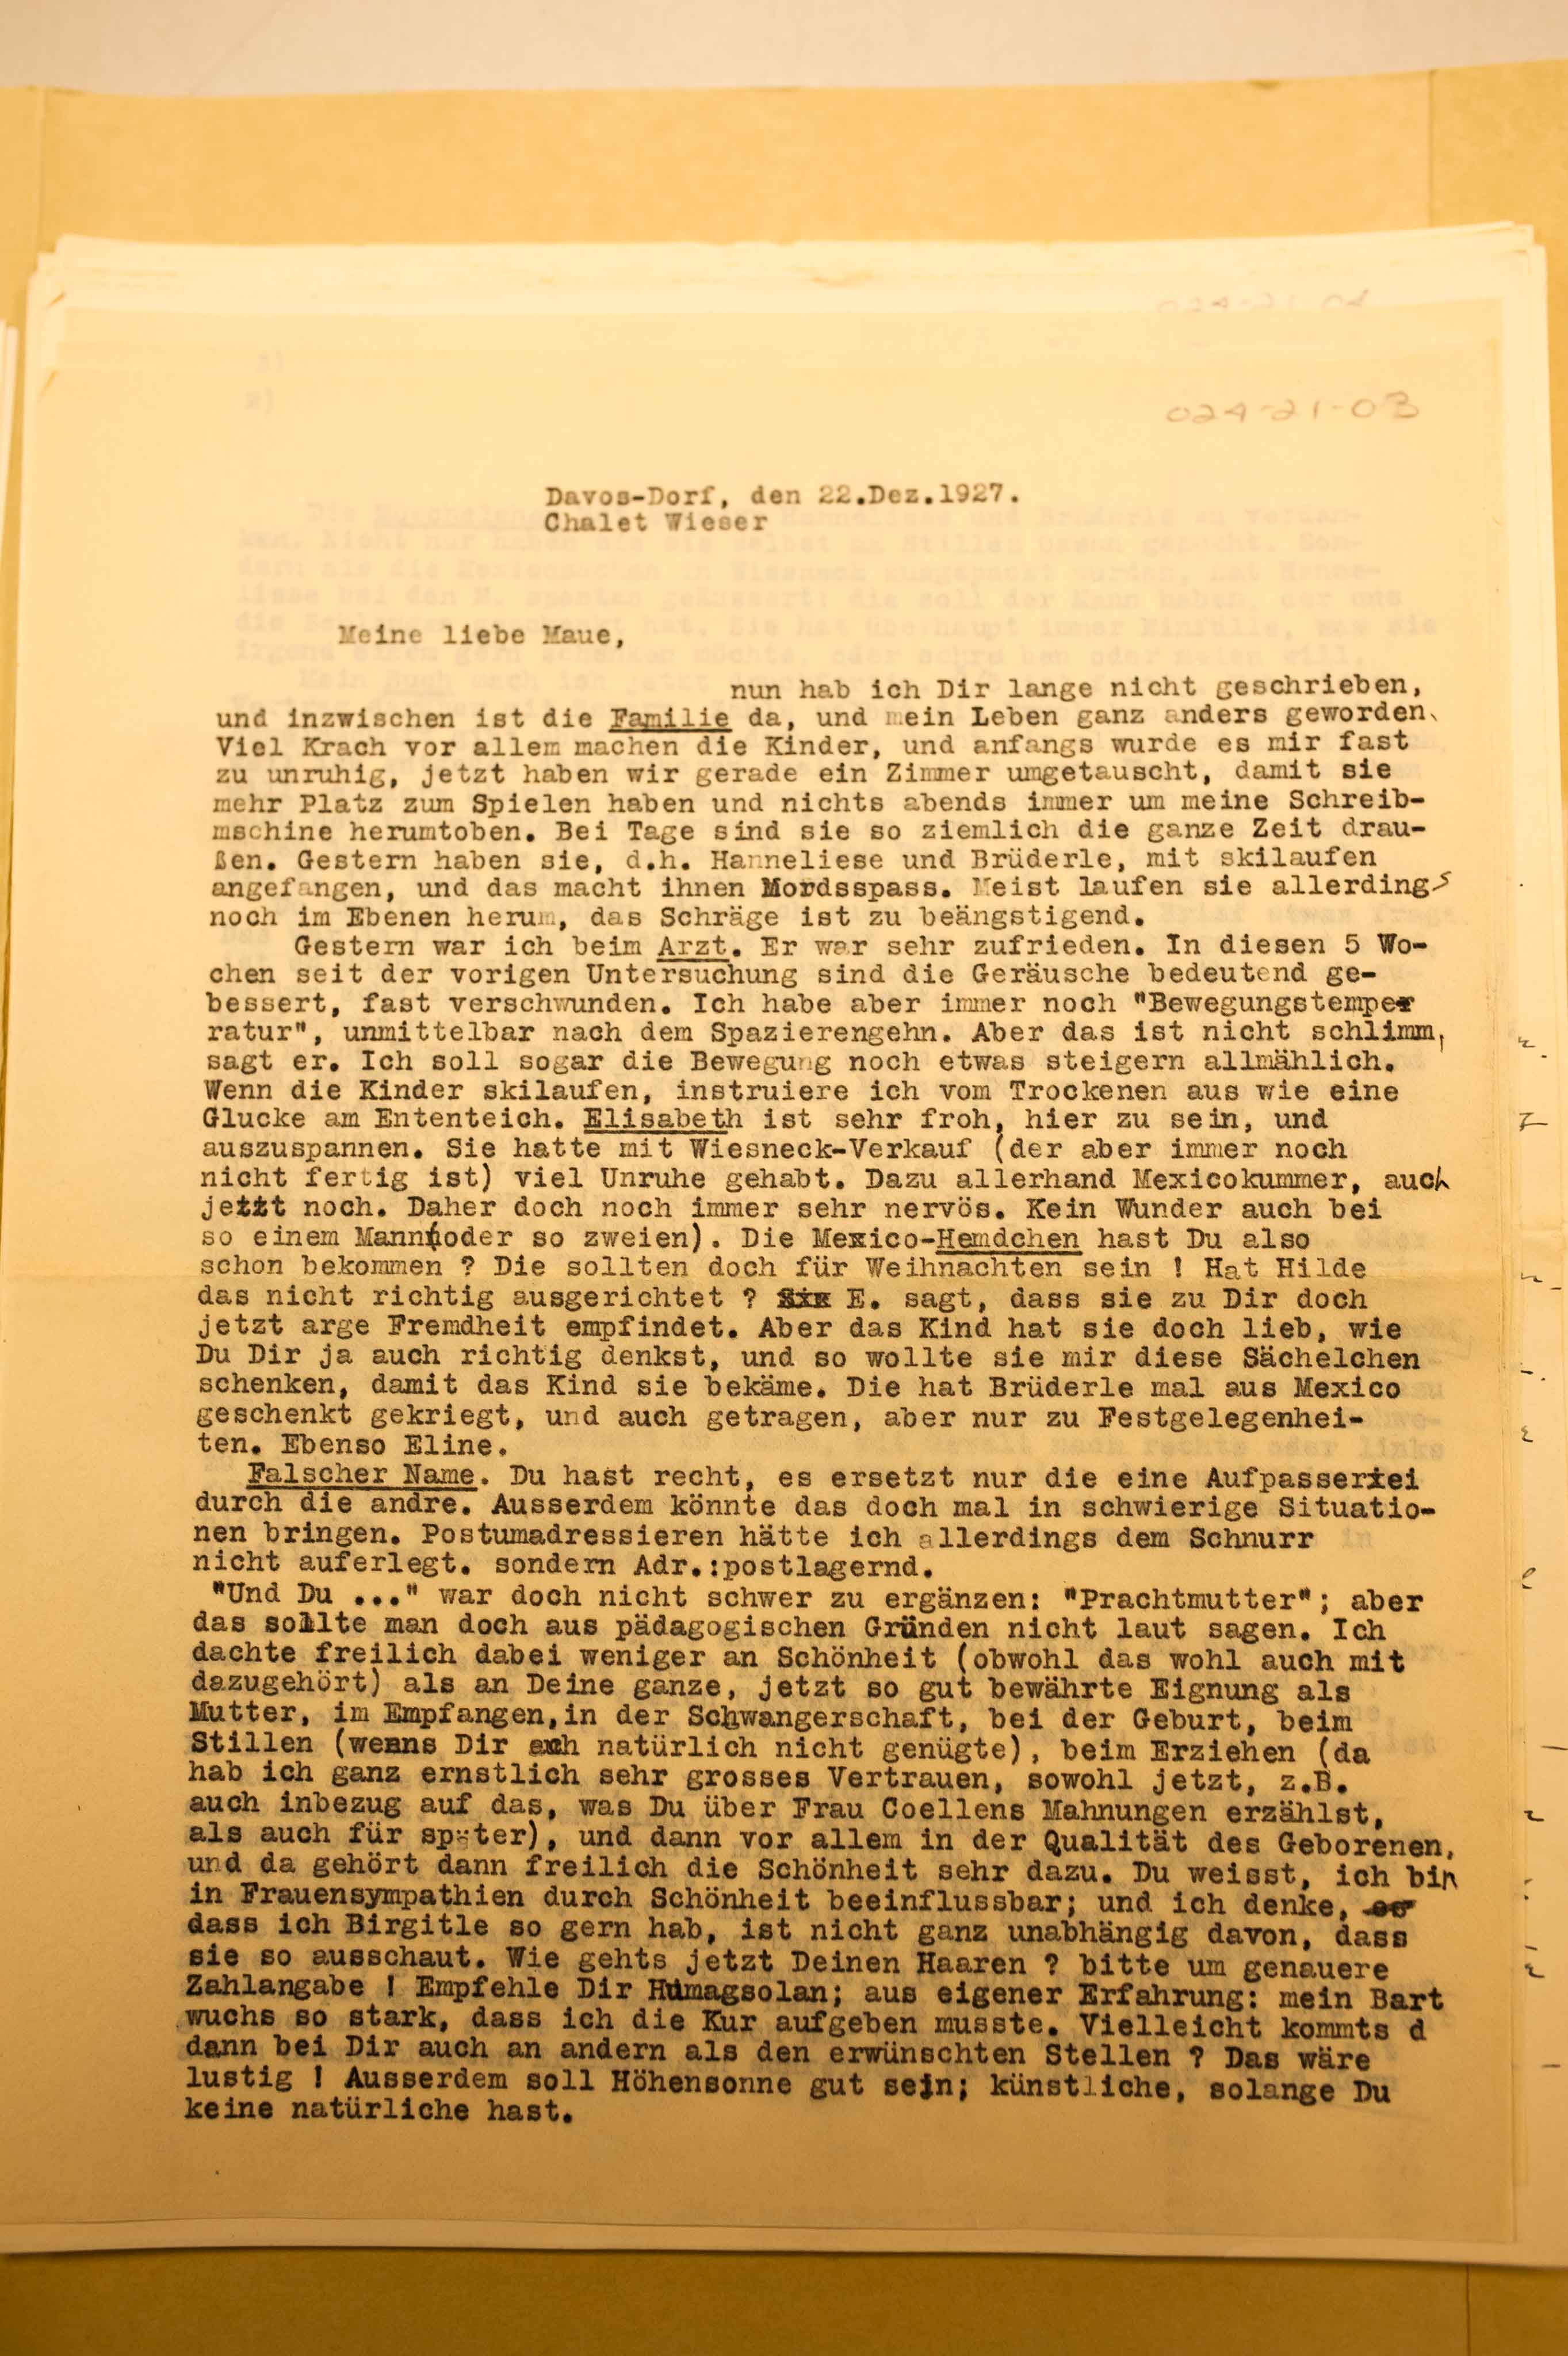 024-21-04
024-21-03
Davos-Dorf, den 22.Dez.1927.
Chalet Wieser
Meine liebe Maue,
nun hab ich Dir lange nicht geschrieben,
und inzwischen ist die Familie da, und mein Leben ganz anders geworden.
Viel Krach vor allem machen die Kinder, und anfangs wurde es mir fast
zu unruhig, jetzt haben wir gerade ein Zimmer umgetauscht, damit sie
mehr Platz zum Spielen haben und nichts abends immer um meine Schreib-
mschine herumtoben. Bei Tage sind sie so ziemlich die ganze Zeit drau-
ßen. Gestern haben sie, d.h. Hanneliese und Brüderle, mit skilaufen
angefangen, und das macht ihnen Mordsspass. Meist laufen sie allerdings
noch im Ebenen herum, das Schräge ist zu beängstigend.
Gestern war ich beim Arzt. Er war sehr zufrieden. In diesen 5 Wo-
chen seit der vorigen Untersuchung sind die Geräusche bedeutend ge-
bessert, fast verschwunden. Ich habe aber immer noch "Bewegungstemper
ratur", unmittelbar nach dem Spazierengehn. Aber das ist nicht schlimm,
sagt er. Ich soll sogar die Bewegung noch etwas steigern allmählich.
Wenn die Kinder skilaufen, instruiere ich vom Trockenen aus wie eine
Glucke am Ententeich. Elisabeth ist sehr froh, hier zu sein, und
auszuspannen. Sie hatte mit Wiesneck-Verkauf (der aber immer noch
nicht fertig ist) viel Unruhe gehabt. Dazu allerhand Mexicokummer, auch
jetzt noch. Daher doch noch immer sehr nervös. Kein Wunder auch bei
so einem Mann(oder so zweien). Die Mexico-Hemdchen hast Du also
schon bekommen ? Die sollten doch für Weihnachten sein ! Hat Hilde
das nicht richtig ausgerichtet ? E. sagt, dass sie zu Dir doch
jetzt arge Fremdheit empfindet. Aber das Kind hat sie doch lieb, wie
Du Dir ja auch richtig denkst, und so wollte sie mir diese Sächelchen
schenken, damit das Kind sie bekäme. Die hat Brüderle mal aus Mexico
geschenkt gekriegt, und auch getragen, aber nur zu Festgelegenhei-
ten. Ebenso Eline.
Falscher Name. Du hast recht, es ersetzt nur die eine Aufpasserei
durch die andre. Ausserdem könnte das doch mal in schwierige Situatio-
nen bringen. Postumadressieren hätte ich allerdings dem Schnurr
nicht auferlegt. sondern Adr.:postlagernd.
"Und Du ..." war doch nicht schwer zu ergänzen: "Prachtmutter"; aber
das sollte man doch aus pädagogischen Gründen nicht laut sagen. Ich
dachte freilich dabei weniger an Schönheit (obwohl das wohl auch mit
dazugehört) als an Deine ganze, jetzt so gut bewährte Eignung als
Mutter, im Empfangen,in der Schwangerschaft, bei der Geburt, beim
Stillen (wenns Dir auch natürlich nicht genügte), beim Erziehen (da
hab ich ganz ernstlich sehr grosses Vertrauen, sowohl jetzt, z.B.
auch inbezug auf das, was Du über Frau Coellens Mahnungen erzählst,
als auch für später), und dann vor allem in der Qualität des Geborenen,
und da gehört dann freilich die Schönheit sehr dazu. Du weisst, ich bin
in Frauensympathien durch Schönheit beeinflussbar; und ich denke,
dass ich Birgitle so gern hab, ist nicht ganz unabhängig davon, dass
sie so ausschaut. Wie gehts jetzt Deinen Haaren ? bitte um genauere
Zahlangabe ! Empfehle Dir Humagsolan; aus eigener Erfahrung: mein Bart
wuchs so stark, dass ich die Kur aufgeben musste. Vielleicht kommts d
dann bei Dir auch an andern als den erwünschten Stellen ? Das wäre
lustig ! Ausserdem soll Höhensonne gut sein; künstliche, solange Du
keine natürliche hast.